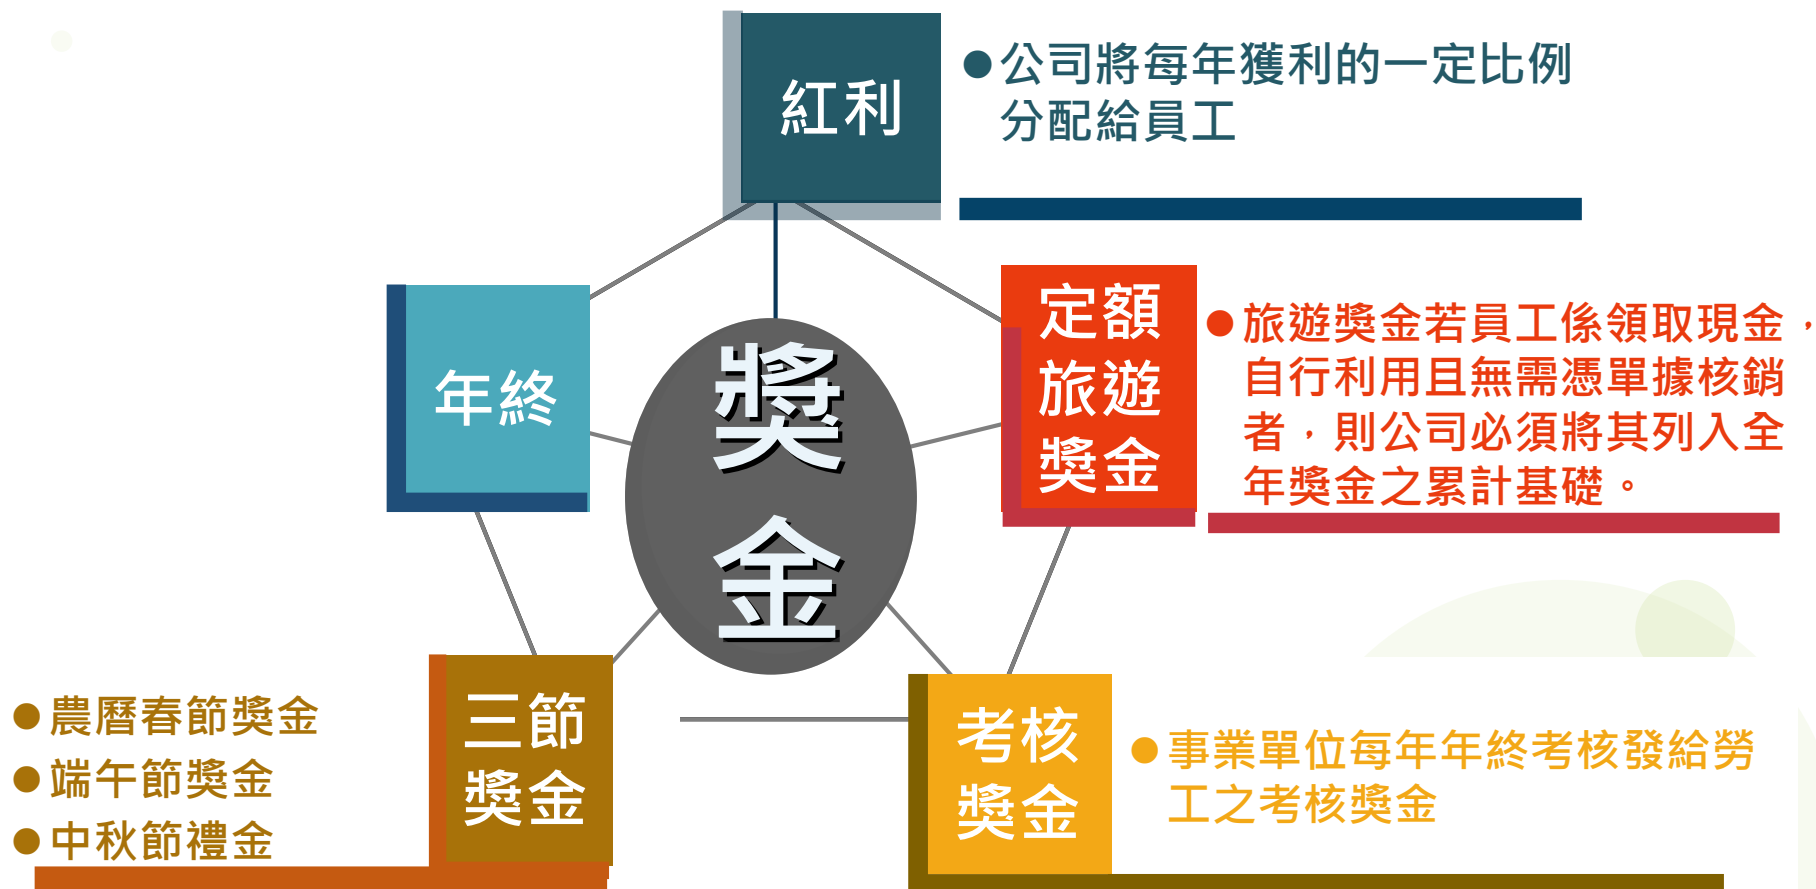 紅利
●公司將每年獲利的一定比例
分配給員工
定額
旅遊
獎金
●旅遊獎金若員工係領取現金，
自行利用且無需憑單據核銷
者，則公司必須將其列入全
年獎金之累計基礎。
年終
獎
金
三節
獎金
●農曆春節獎金
●端午節獎金
●中秋節禮金
考核
獎金
●事業單位每年年終考核發給勞
工之考核獎金